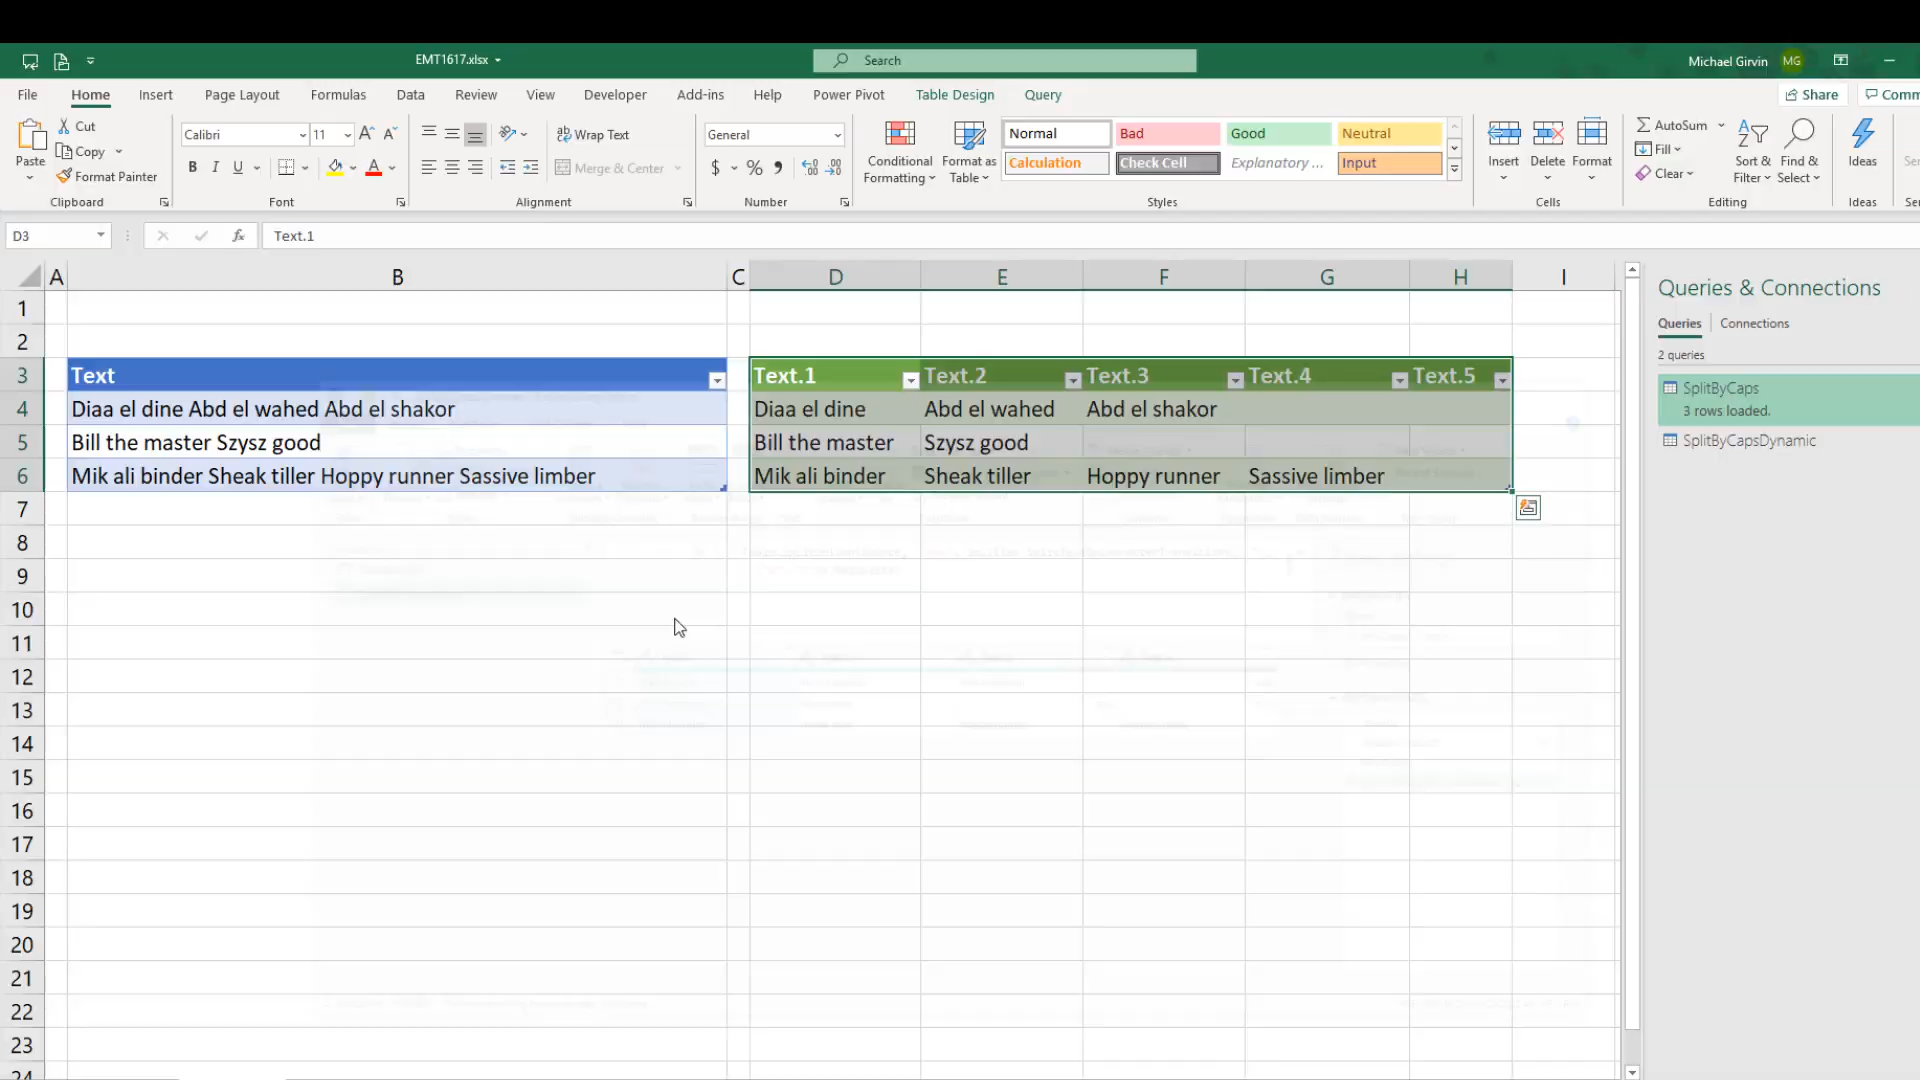 EMT1617.xlsx
Search
Michael Girvin MG
File Home Insert Page Layout Formulas Data Review View Developer Add-ins Help Power Pivot Table Design Query Share Comm
Paste
Cut
Copy
Format Painter
Clipboard
Calibri 11
B I U
Font
Wrap Text
Merge & Center
Alignment
General
$ %
Number
Conditional Formatting
Format as Table
Normal Bad Good Neutral
Calculation Check Cell Explanatory ... Input
Styles
Insert Delete Format
Cells
AutoSum
Fill
Clear
Sort & Filter
Find & Select
Editing
Ideas
Ideas
D3 fx Text.1
A B C D E F G H I
1
2
3 Text Text.1 Text.2 Text.3 Text.4 Text.5
4 Diaa el dine Abd el wahed Abd el shakor Diaa el dine Abd el wahed Abd el shakor
5 Bill the master Szysz good Bill the master Szysz good
6 Mik ali binder Sheak tiller Hoppy runner Sassive limber Mik ali binder Sheak tiller Hoppy runner Sassive limber
7
8
9
10
11
12
13
14
15
16
17
18
19
20
21
22
23
24
Queries & Connections
Queries Connections
2 queries
SplitByCaps
3 rows loaded.
SplitByCapsDynamic